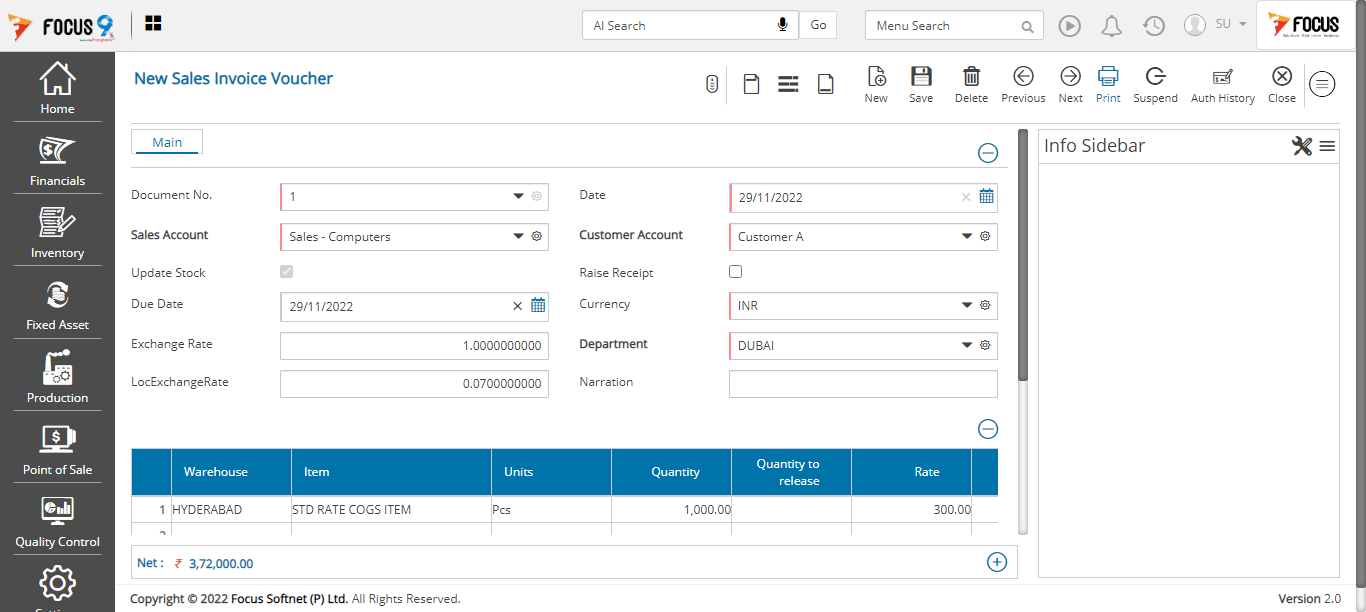 FOCUS 9
AI Search
Go
Menu Search
SU
FOCUS
Home
Financials
Inventory
Fixed Asset
Production
Point of Sale
Quality Control
New Sales Invoice Voucher
New
Save
Delete
Previous
Next
Print
Suspend
Auth History
Close
Main
Info Sidebar
Document No.
1
Date
29/11/2022
Sales Account
Sales - Computers
Customer Account
Customer A
Update Stock
Raise Receipt
Due Date
29/11/2022
Currency
INR
Exchange Rate
1.0000000000
Department
DUBAI
LocExchangeRate
0.0700000000
Narration
Warehouse
Item
Units
Quantity
Quantity to
release
Rate
1
HYDERABAD
STD RATE COGS ITEM
Pcs
1,000.00
300.00
Net : ₹ 3,72,000.00
Copyright © 2022 Focus Softnet (P) Ltd. All Rights Reserved.
Version 2.0